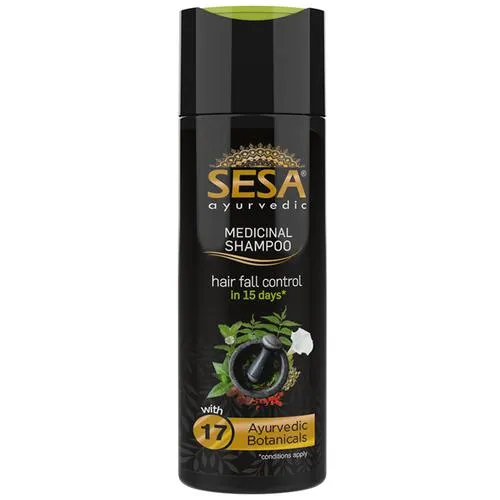 SESA®
ayurvedic
MEDICINAL
SHAMPOO
hair fall control
in 15 days*
with
17
Ayurvedic
Botanicals
*conditions apply